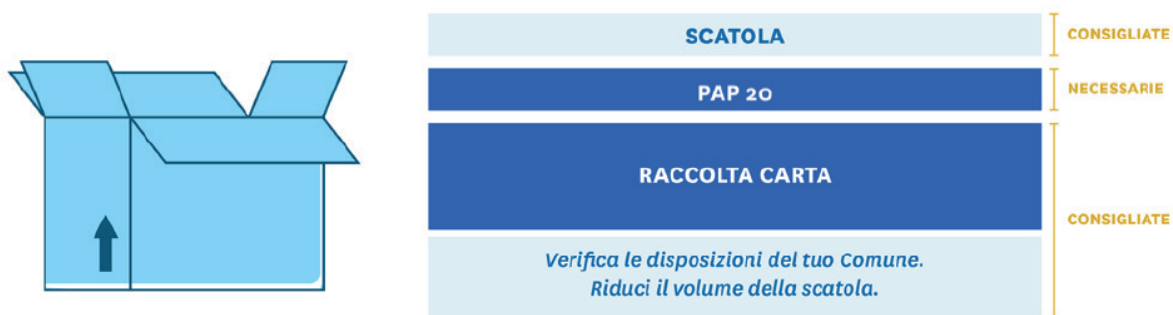 SCATOLA
CONSIGLIATE
PAP 20
NECESSARIE
RACCOLTA CARTA
CONSIGLIATE
Verifica le disposizioni del tuo Comune.
Riduci il volume della scatola.